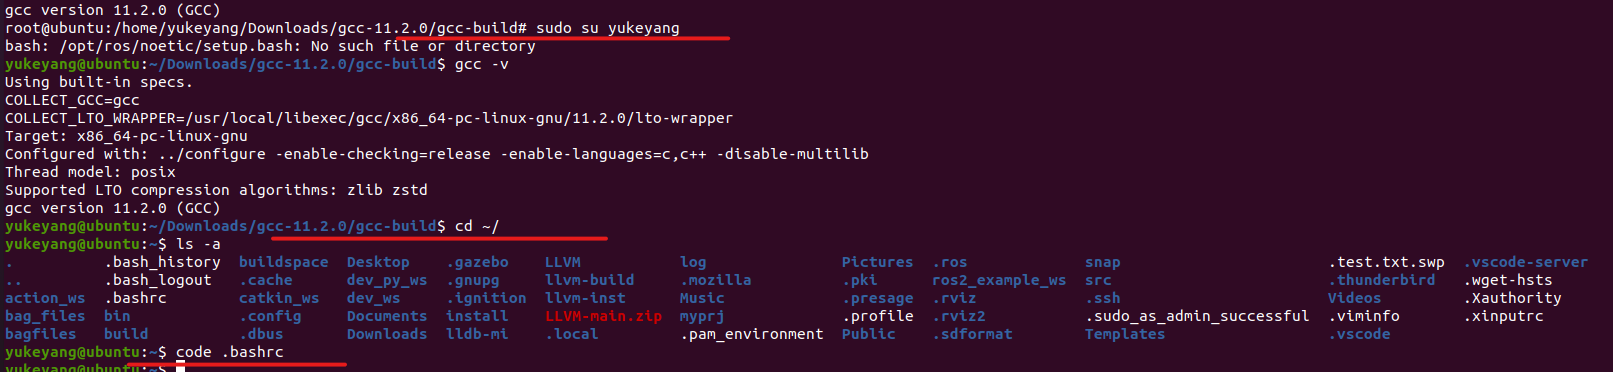 gcc version 11.2.0 (GCC)
root@ubuntu:/home/yukeyang/Downloads/gcc-11.2.0/gcc-build# sudo su yukeyang
bash: /opt/ros/noetic/setup.bash: No such file or directory
yukeyang@ubuntu:~/Downloads/gcc-11.2.0/gcc-build$ gcc -v
Using built-in specs.
COLLECT_GCC=gcc
COLLECT_LTO_WRAPPER=/usr/local/libexec/gcc/x86_64-pc-linux-gnu/11.2.0/lto-wrapper
Target: x86_64-pc-linux-gnu
Configured with: ../configure -enable-checking=release -enable-languages=c,c++ -disable-multilib
Thread model: posix
Supported LTO compression algorithms: zlib zstd
gcc version 11.2.0 (GCC)
yukeyang@ubuntu:~/Downloads/gcc-11.2.0/gcc-build$ cd ~/
yukeyang@ubuntu:~$ ls -a
. .bash_history buildspace Desktop .gazebo LLVM log Pictures .ros snap .test.txt.swp .vscode-server
.. .bash_logout .cache dev_py_ws .gnupg llvm-build .mozilla .pki ros2_example_ws src .thunderbird .wget-hsts
action_ws .bashrc catkin_ws dev_ws .ignition llvm-inst Music .presage .rviz .ssh Videos .Xauthority
bag_files bin .config Documents install LLVM-main.zip myprj .profile .rviz2 .sudo_as_admin_successful .viminfo .xinputrc
bagfiles build .dbus Downloads lldb-mi .local .pam_environment Public .sdformat Templates .vscode
yukeyang@ubuntu:~$ code .bashrc
yukeyang@ubuntu:~$